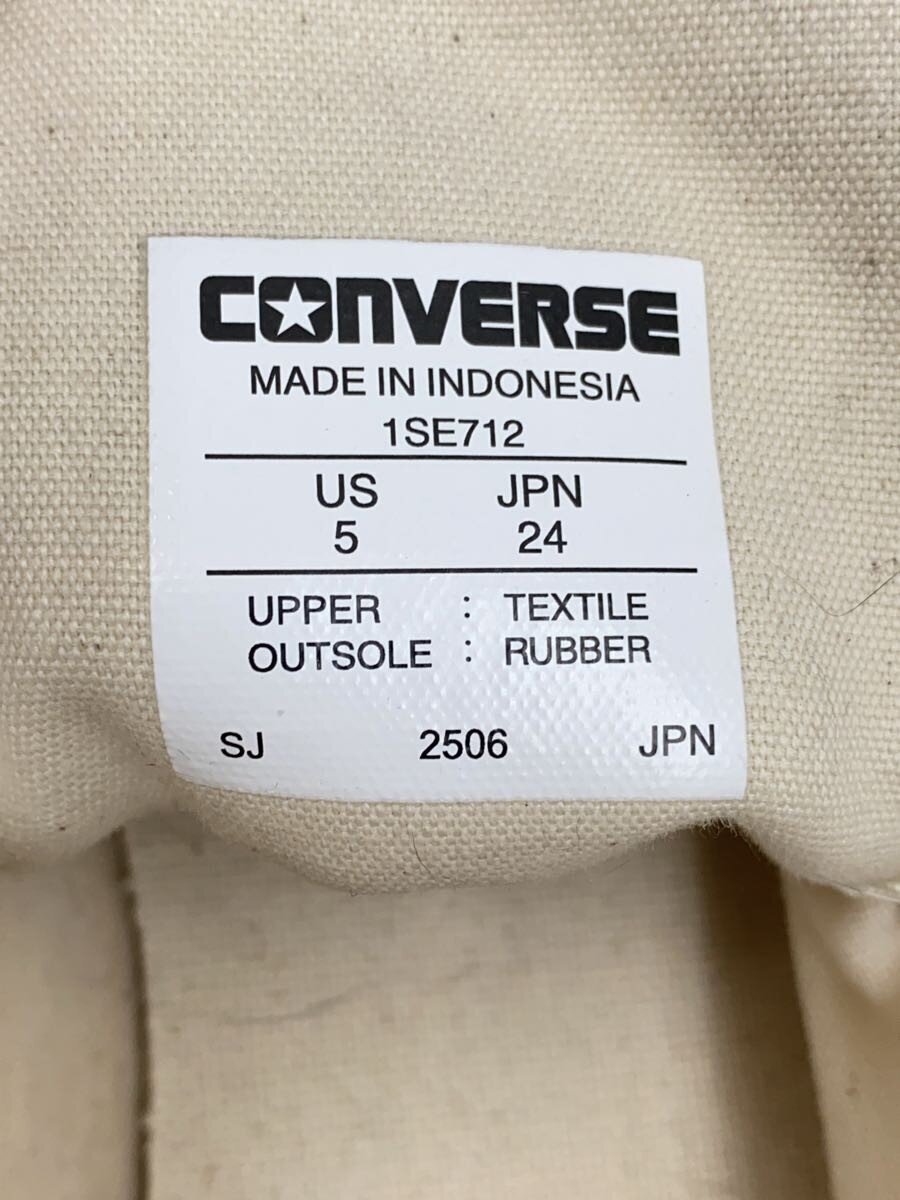 CONVERSE
MADE IN INDONESIA
1SE712
US JPN
5 24
UPPER : TEXTILE
OUTSOLE : RUBBER
SJ 2506 JPN